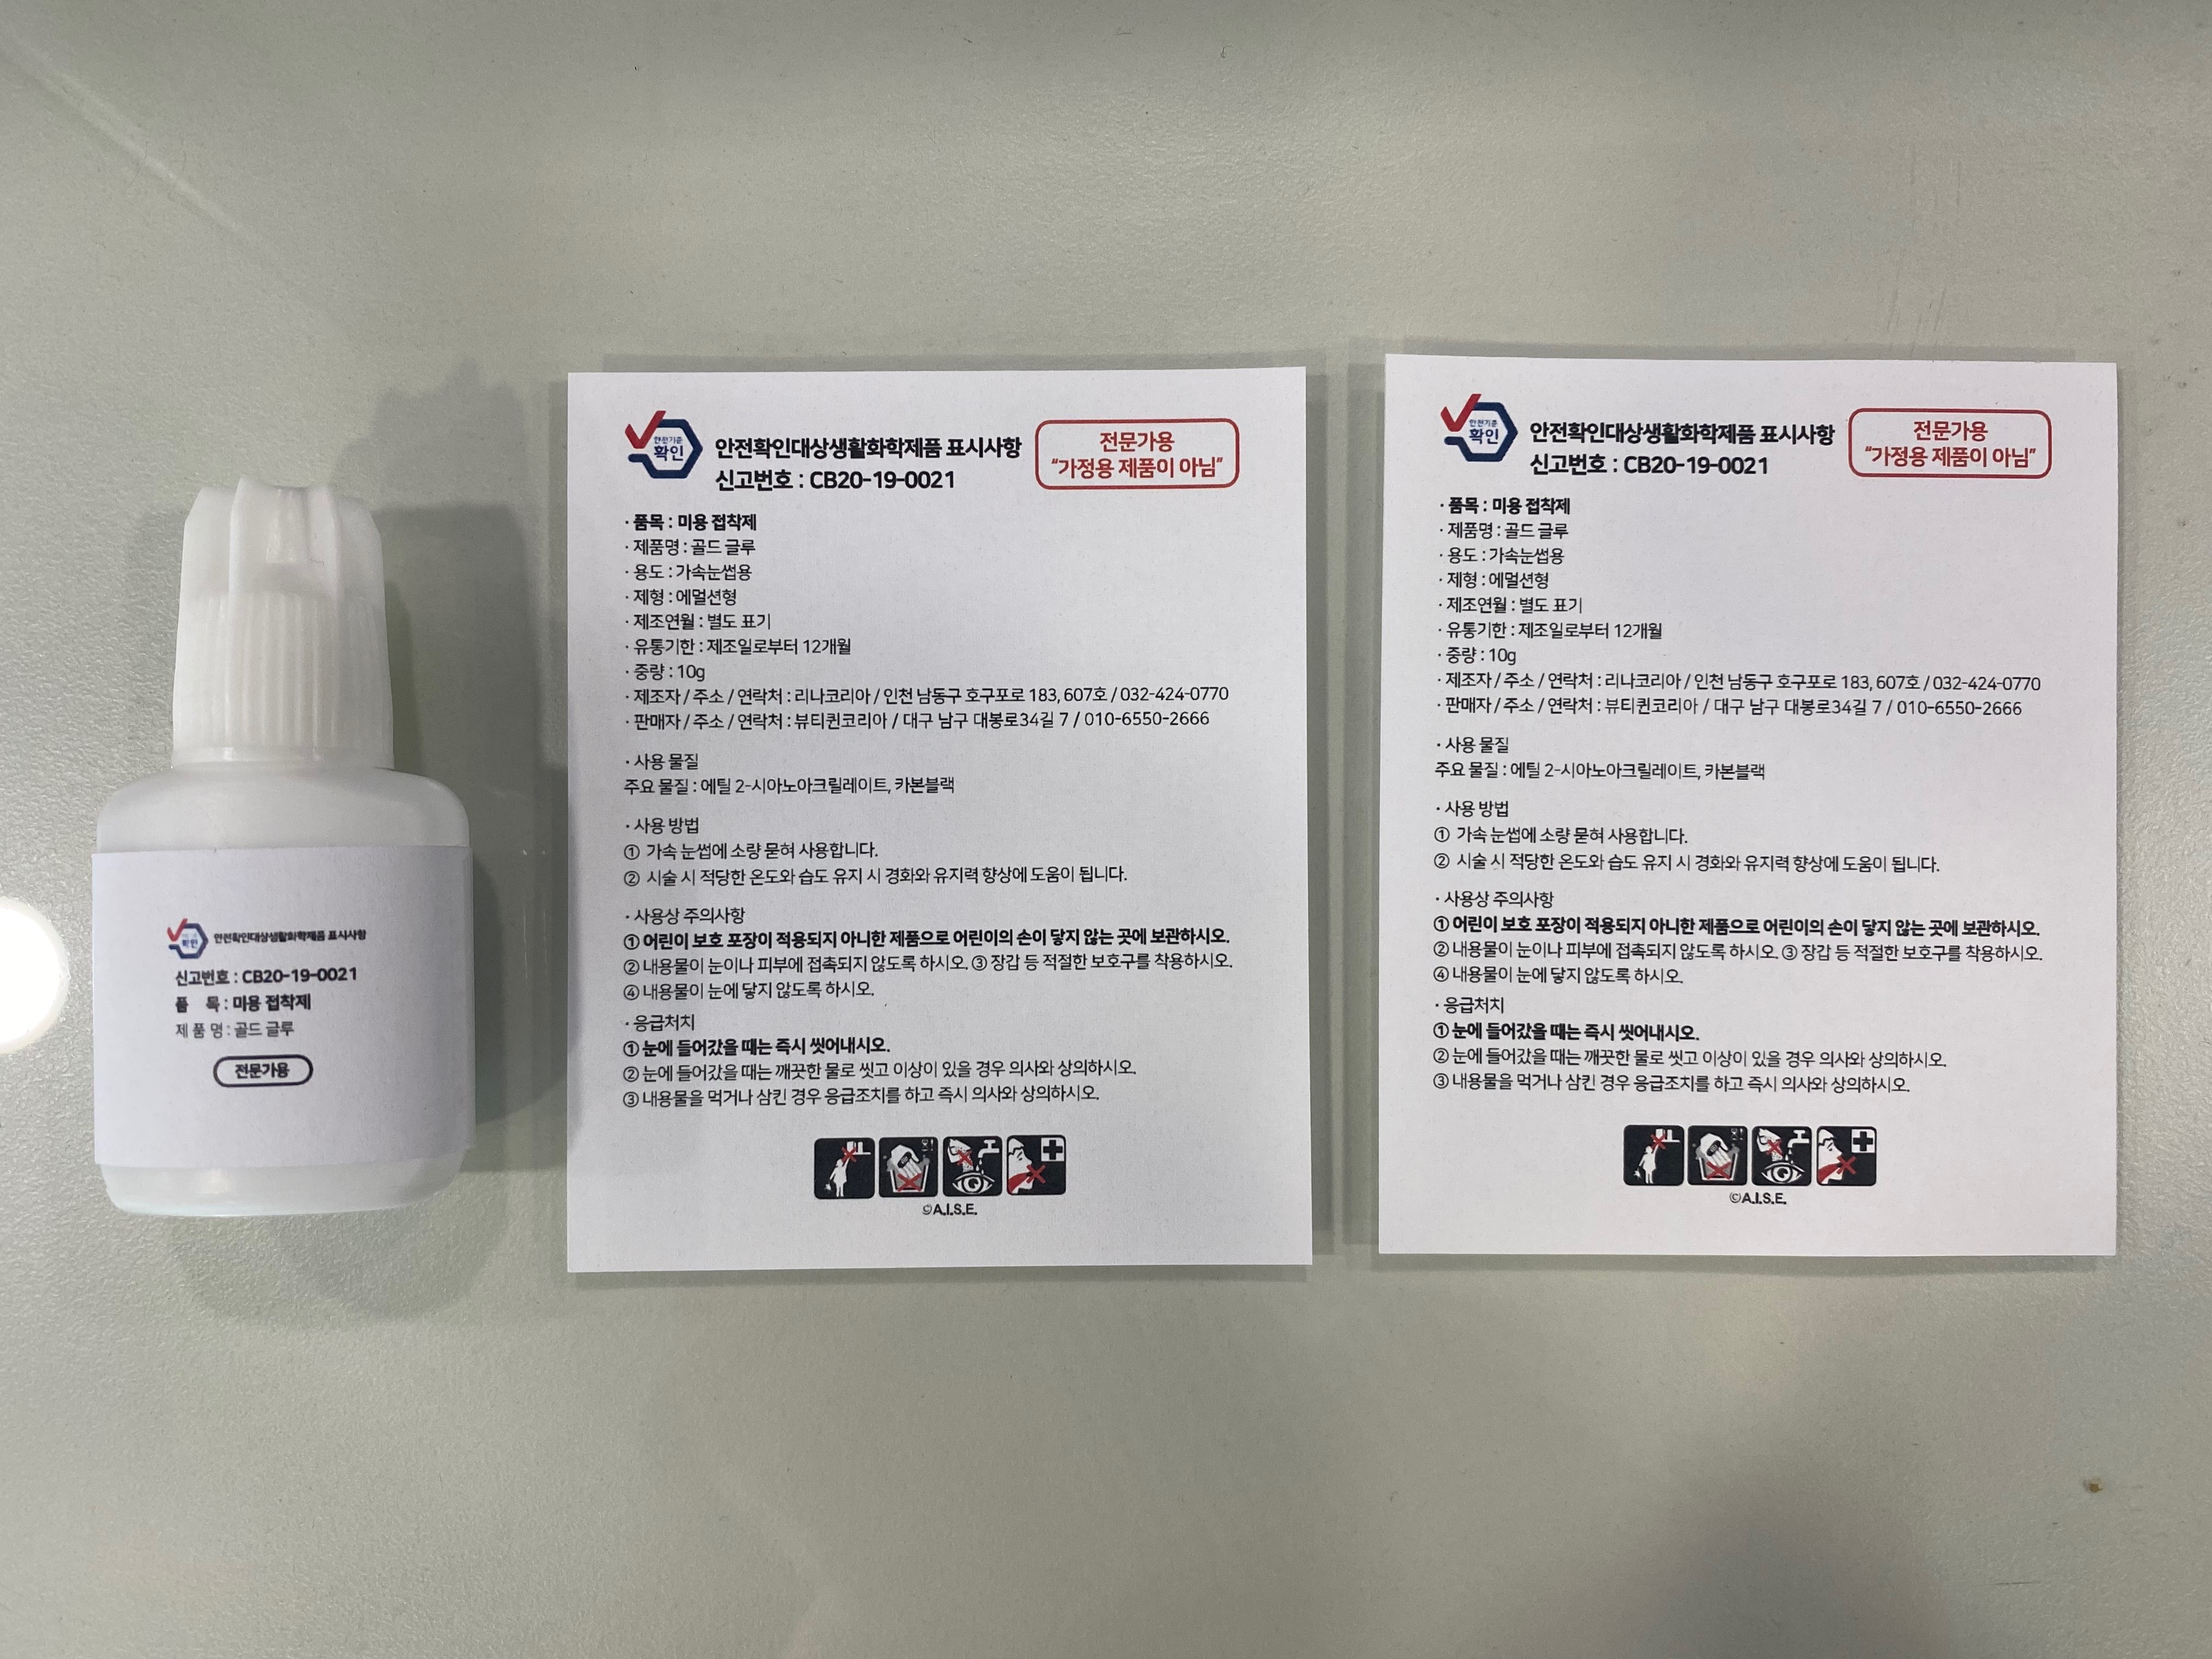 안전기준
확인
안전확인대상생활화학제품 표시사항
신고번호 : CB20-19-0021
품 목 : 미용 접착제
제 품 명 : 골드 글루
전문가용
안전기준
확인
안전확인대상생활화학제품 표시사항
신고번호 : CB20-19-0021
전문가용
“가정용 제품이 아님”
· 품목 : 미용 접착제
· 제품명 : 골드 글루
· 용도 : 가속눈썹용
· 제형 : 에멀션형
· 제조연월 : 별도 표기
· 유통기한 : 제조일로부터 12개월
· 중량 : 10g
· 제조자 / 주소 / 연락처 : 리나코리아 / 인천 남동구 호구포로 183, 607호 / 032-424-0770
· 판매자 / 주소 / 연락처 : 뷰티퀸코리아 / 대구 남구 대봉로34길 7 / 010-6550-2666
· 사용 물질
주요 물질 : 에틸 2-시아노아크릴레이트, 카본블랙
· 사용 방법
① 가속 눈썹에 소량 묻혀 사용합니다.
② 시술 시 적당한 온도와 습도 유지 시 경화와 유지력 향상에 도움이 됩니다.
· 사용상 주의사항
① 어린이 보호 포장이 적용되지 아니한 제품으로 어린이의 손이 닿지 않는 곳에 보관하시오.
② 내용물이 눈이나 피부에 접촉되지 않도록 하시오. ③ 장갑 등 적절한 보호구를 착용하시오.
④ 내용물이 눈에 닿지 않도록 하시오.
· 응급처치
① 눈에 들어갔을 때는 즉시 씻어내시오.
② 눈에 들어갔을 때는 깨끗한 물로 씻고 이상이 있을 경우 의사와 상의하시오.
③ 내용물을 먹거나 삼킨 경우 응급조치를 하고 즉시 의사와 상의하시오.
©A.I.S.E.
안전기준
확인
안전확인대상생활화학제품 표시사항
신고번호 : CB20-19-0021
전문가용
“가정용 제품이 아님”
· 품목 : 미용 접착제
· 제품명 : 골드 글루
· 용도 : 가속눈썹용
· 제형 : 에멀션형
· 제조연월 : 별도 표기
· 유통기한 : 제조일로부터 12개월
· 중량 : 10g
· 제조자 / 주소 / 연락처 : 리나코리아 / 인천 남동구 호구포로 183, 607호 / 032-424-0770
· 판매자 / 주소 / 연락처 : 뷰티퀸코리아 / 대구 남구 대봉로34길 7 / 010-6550-2666
· 사용 물질
주요 물질 : 에틸 2-시아노아크릴레이트, 카본블랙
· 사용 방법
① 가속 눈썹에 소량 묻혀 사용합니다.
② 시술 시 적당한 온도와 습도 유지 시 경화와 유지력 향상에 도움이 됩니다.
· 사용상 주의사항
① 어린이 보호 포장이 적용되지 아니한 제품으로 어린이의 손이 닿지 않는 곳에 보관하시오.
② 내용물이 눈이나 피부에 접촉되지 않도록 하시오. ③ 장갑 등 적절한 보호구를 착용하시오.
④ 내용물이 눈에 닿지 않도록 하시오.
· 응급처치
① 눈에 들어갔을 때는 즉시 씻어내시오.
② 눈에 들어갔을 때는 깨끗한 물로 씻고 이상이 있을 경우 의사와 상의하시오.
③ 내용물을 먹거나 삼킨 경우 응급조치를 하고 즉시 의사와 상의하시오.
©A.I.S.E.